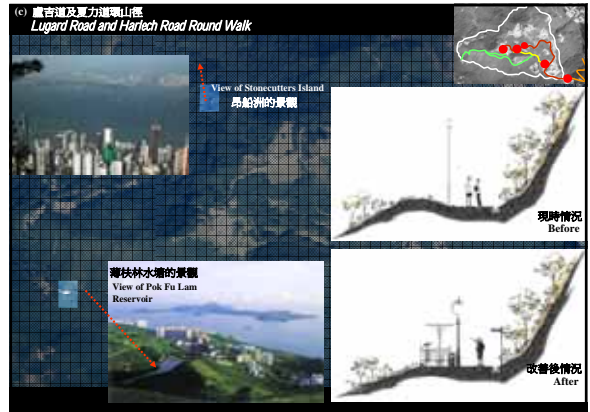 (c) 盧吉道及夏力道環山徑
Lugard Road and Harlech Road Round Walk
View of Stonecutters Island
昂船洲的景觀
現時情況
Before
薄扶林水塘的景觀
View of Pok Fu Lam
Reservoir
改善後情況
After